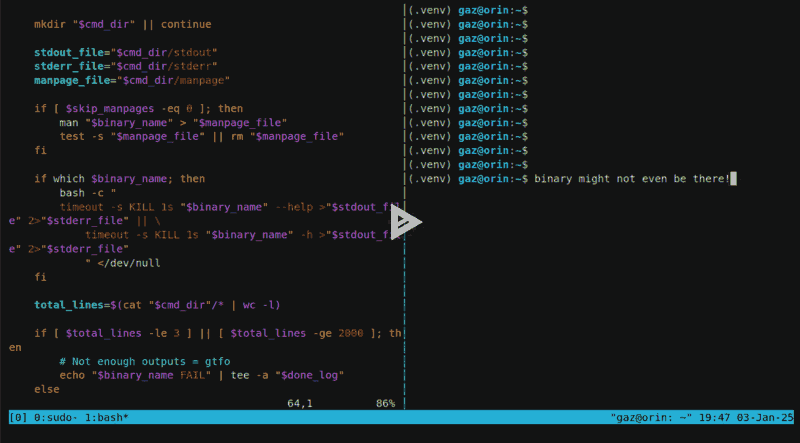 mkdir "$cmd_dir" || continue
stdout_file="$cmd_dir/stdout"
stderr_file="$cmd_dir/stderr"
manpage_file="$cmd_dir/manpage"
if [ $skip_manpages -eq 0 ]; then
man "$binary_name" > "$manpage_file"
test -s "$manpage_file" || rm "$manpage_file"
fi
if which $binary_name; then
bash -c "
timeout -s KILL 1s "$binary_name" --help >"$stdout_fil
e" 2>"$stderr_file" || \
timeout -s KILL 1s "$binary_name" -h >"$stdout_fil
e" 2>"$stderr_file"
" </dev/null
fi
total_lines=$(cat "$cmd_dir"/* | wc -l)
if [ $total_lines -le 3 ] || [ $total_lines -ge 2000 ]; th
en
# Not enough outputs = gtfo
echo "$binary_name FAIL" | tee -a "$done_log"
else
64,1 86%
(.venv) gaz@orin:~$
(.venv) gaz@orin:~$
(.venv) gaz@orin:~$
(.venv) gaz@orin:~$
(.venv) gaz@orin:~$
(.venv) gaz@orin:~$
(.venv) gaz@orin:~$
(.venv) gaz@orin:~$
(.venv) gaz@orin:~$
(.venv) gaz@orin:~$
(.venv) gaz@orin:~$
(.venv) gaz@orin:~$
(.venv) gaz@orin:~$ binary might not even be there!
[0] 0:sudo- 1:bash* "gaz@orin: ~" 19:47 03-Jan-25